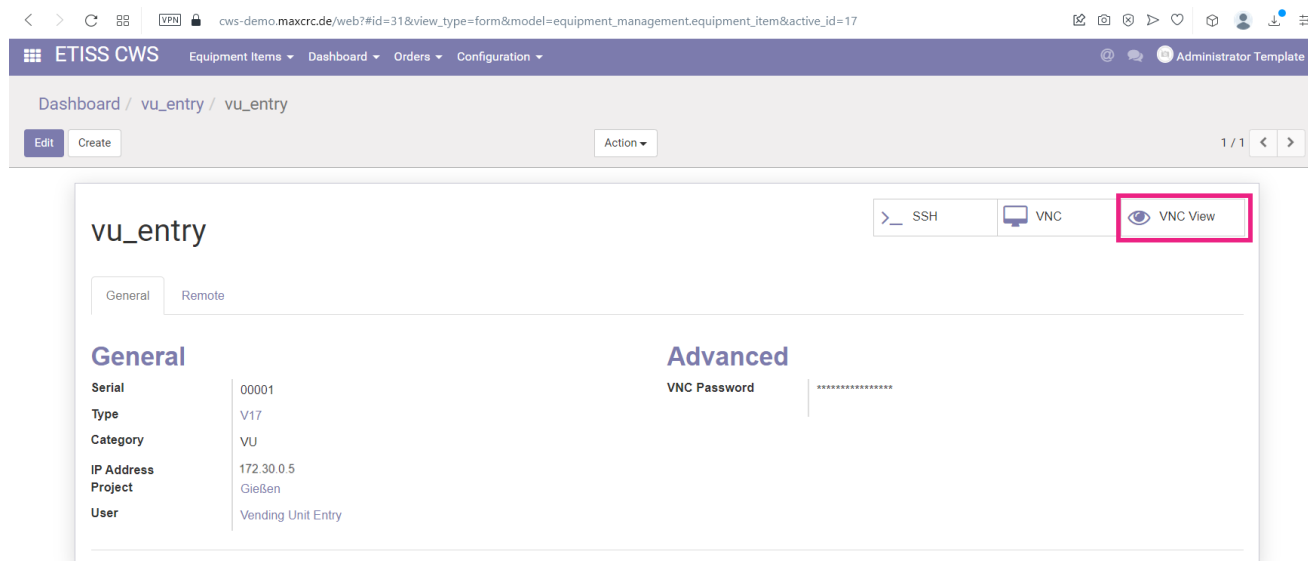 VPN cws-demo.maxcrc.de/web?#id=31&view_type=form&model=equipment_management.equipment_item&active_id=17
ETISS CWS Equipment Items Dashboard Orders Configuration @ Administrator Template
Dashboard / vu_entry / vu_entry
Edit Create Action 1 / 1
vu_entry >_ SSH VNC VNC View
General Remote
General Advanced
Serial 00001 VNC Password ****************
Type V17
Category VU
IP Address 172.30.0.5
Project Gießen
User Vending Unit Entry